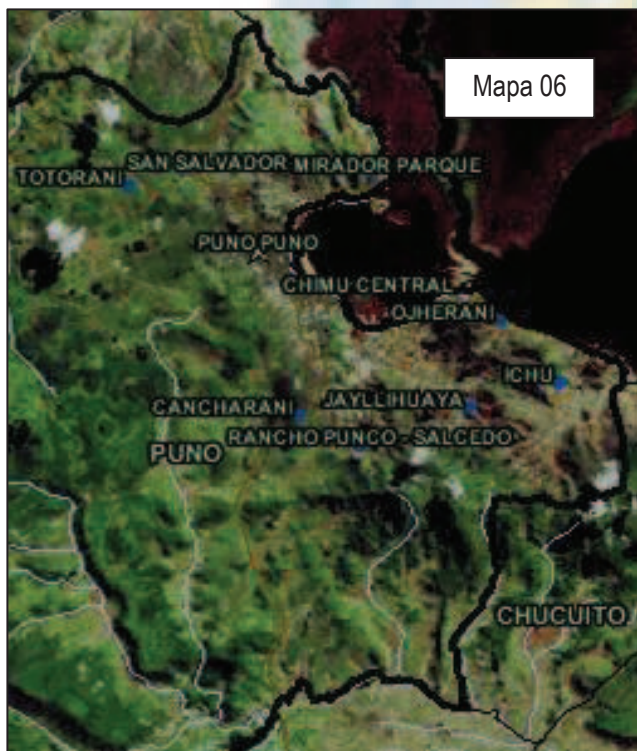 Mapa 06
SAN SALVADOR MIRADOR PARQUE
TOTORANI
PUNO PUNO
CHIMU CENTRAL
OJHERANI
ICHU
CANCHARANI JAYLLIHUAYA
RANCHO PUNCO - SALCEDO
PUNO
CHUCUITO